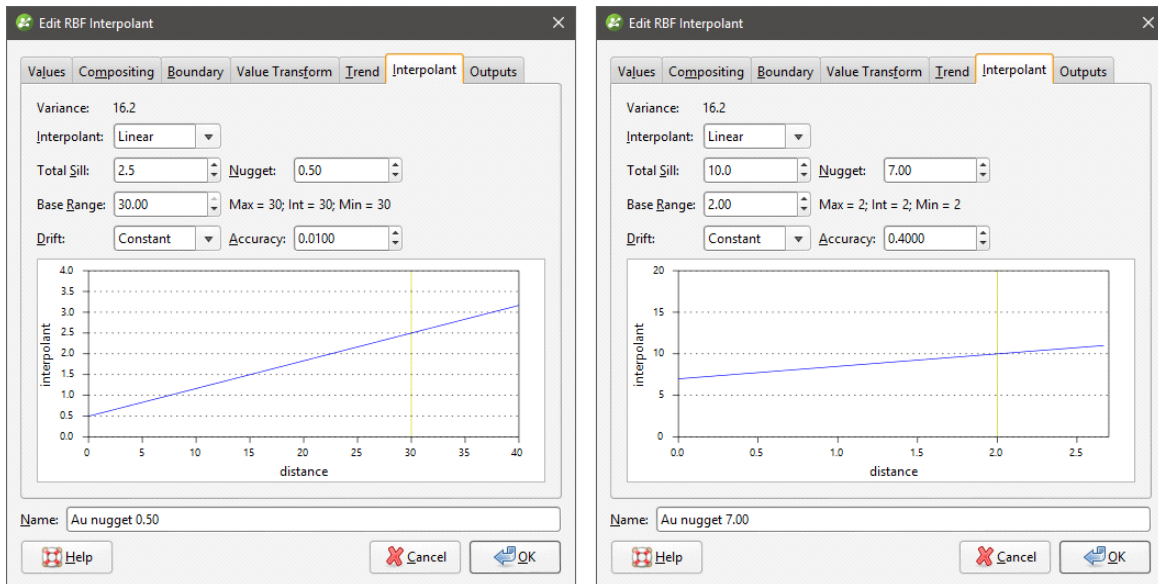 Edit RBF Interpolant
Values Compositing Boundary Value Transform Trend Interpolant Outputs
Variance: 16.2
Interpolant: Linear
Total Sill: 2.5 Nugget: 0.50
Base Range: 30.00 Max = 30; Int = 30; Min = 30
Drift: Constant Accuracy: 0.0100
4.0
3.5
3.0
2.5
2.0
1.5
1.0
0.5
0.0
interpolant
0 5 10 15 20 25 30 35 40
distance
Name: Au nugget 0.50
Help Cancel OK
Edit RBF Interpolant
Values Compositing Boundary Value Transform Trend Interpolant Outputs
Variance: 16.2
Interpolant: Linear
Total Sill: 10.0 Nugget: 7.00
Base Range: 2.00 Max = 2; Int = 2; Min = 2
Drift: Constant Accuracy: 0.4000
20
15
10
5
0
interpolant
0.0 0.5 1.0 1.5 2.0 2.5
distance
Name: Au nugget 7.00
Help Cancel OK